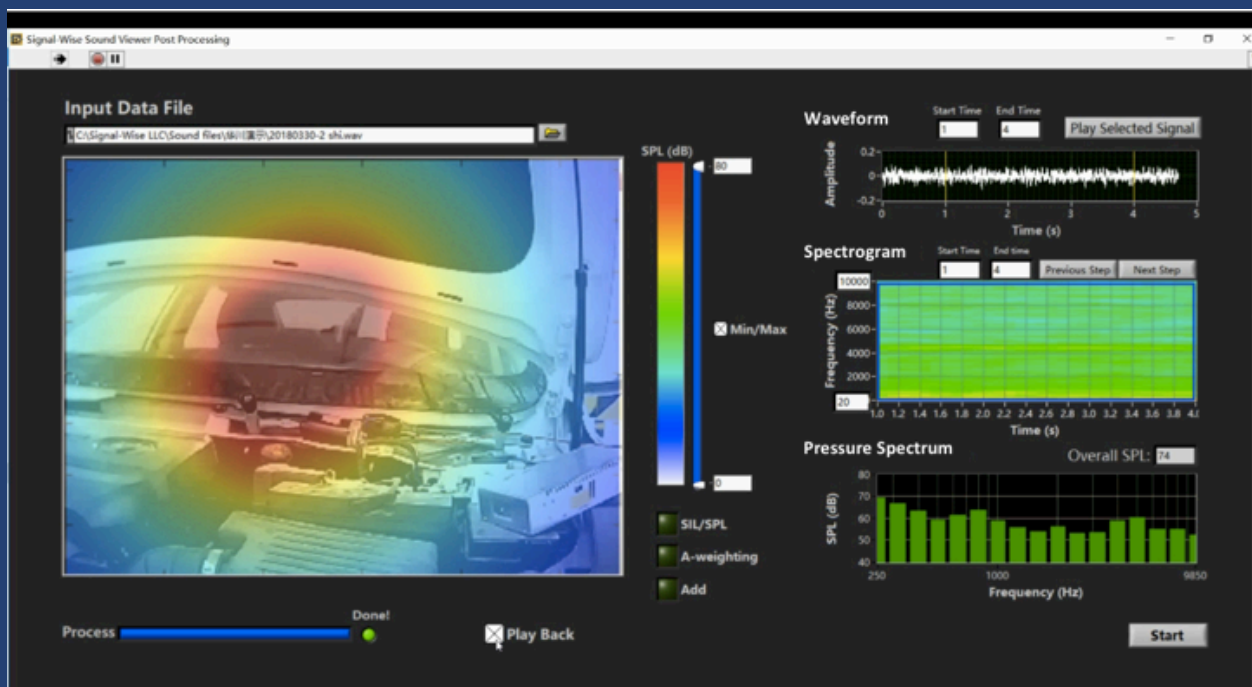 Signal-Wise Sound Viewer Post Processing
Input Data File
C:\Signal-Wise LLC\Sound files\华川演示\20180330-2 shi.wav
SPL (dB)
80
Min/Max
0
SIL/SPL
A-weighting
Add
Process
Done!
Play Back
Waveform
Start Time
End Time
1
4
Play Selected Signal
Amplitude
0.2
0
-0.2
0 1 2 3 4 5
Time (s)
Spectrogram
Start Time
End time
1
4
Previous Step
Next Step
Frequency (Hz)
10000
8000
6000
4000
2000
20
1.0 1.2 1.4 1.6 1.8 2.0 2.2 2.4 2.6 2.8 3.0 3.2 3.4 3.6 3.8 4.0
Time (s)
Pressure Spectrum
Overall SPL: 74
SPL (dB)
80
70
60
50
40
250 1000 9850
Frequency (Hz)
Start